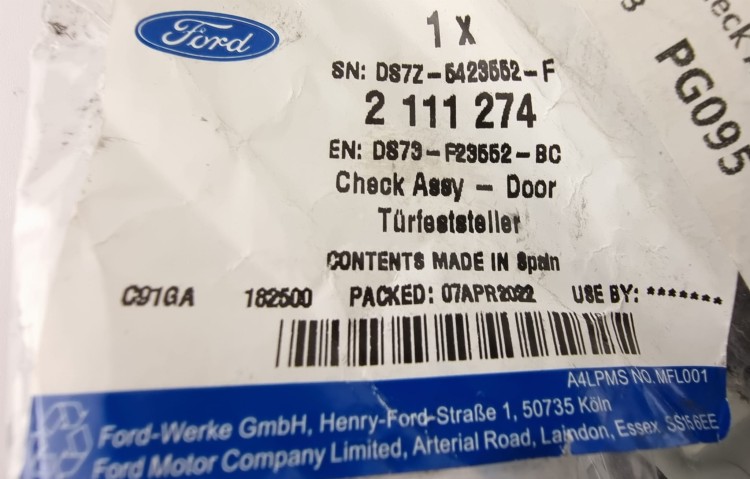 Ford
1 X
SN: DS7Z-5423552-F
2 111 274
EN: DS73-F23552-BC
Check Assy - Door
Türfeststeller
CONTENTS MADE IN Spain
C91GA 182500 PACKED: 07APR2022 USE BY: *******
A4LPMS NO. MFL001
Ford-Werke GmbH, Henry-Ford-Straße 1, 50735 Köln
Ford Motor Company Limited, Arterial Road, Laindon, Essex SS15 6EE
PG095